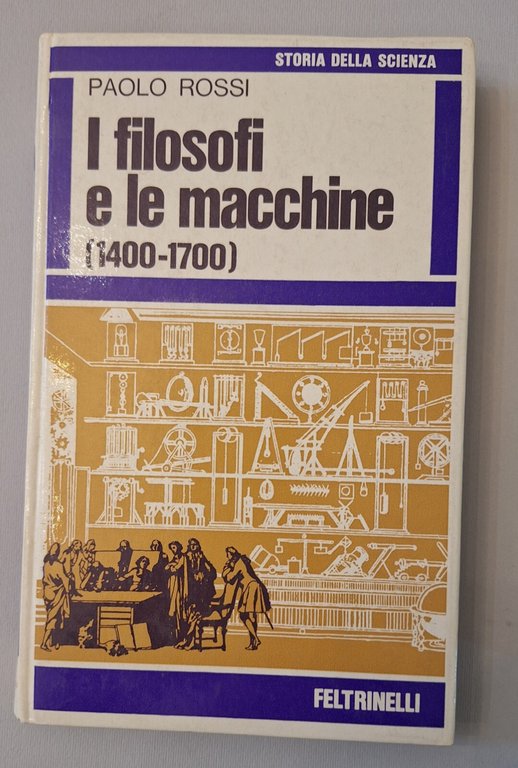 STORIA DELLA SCIENZA
PAOLO ROSSI
I filosofi
e le macchine
(1400-1700)
FELTRINELLI